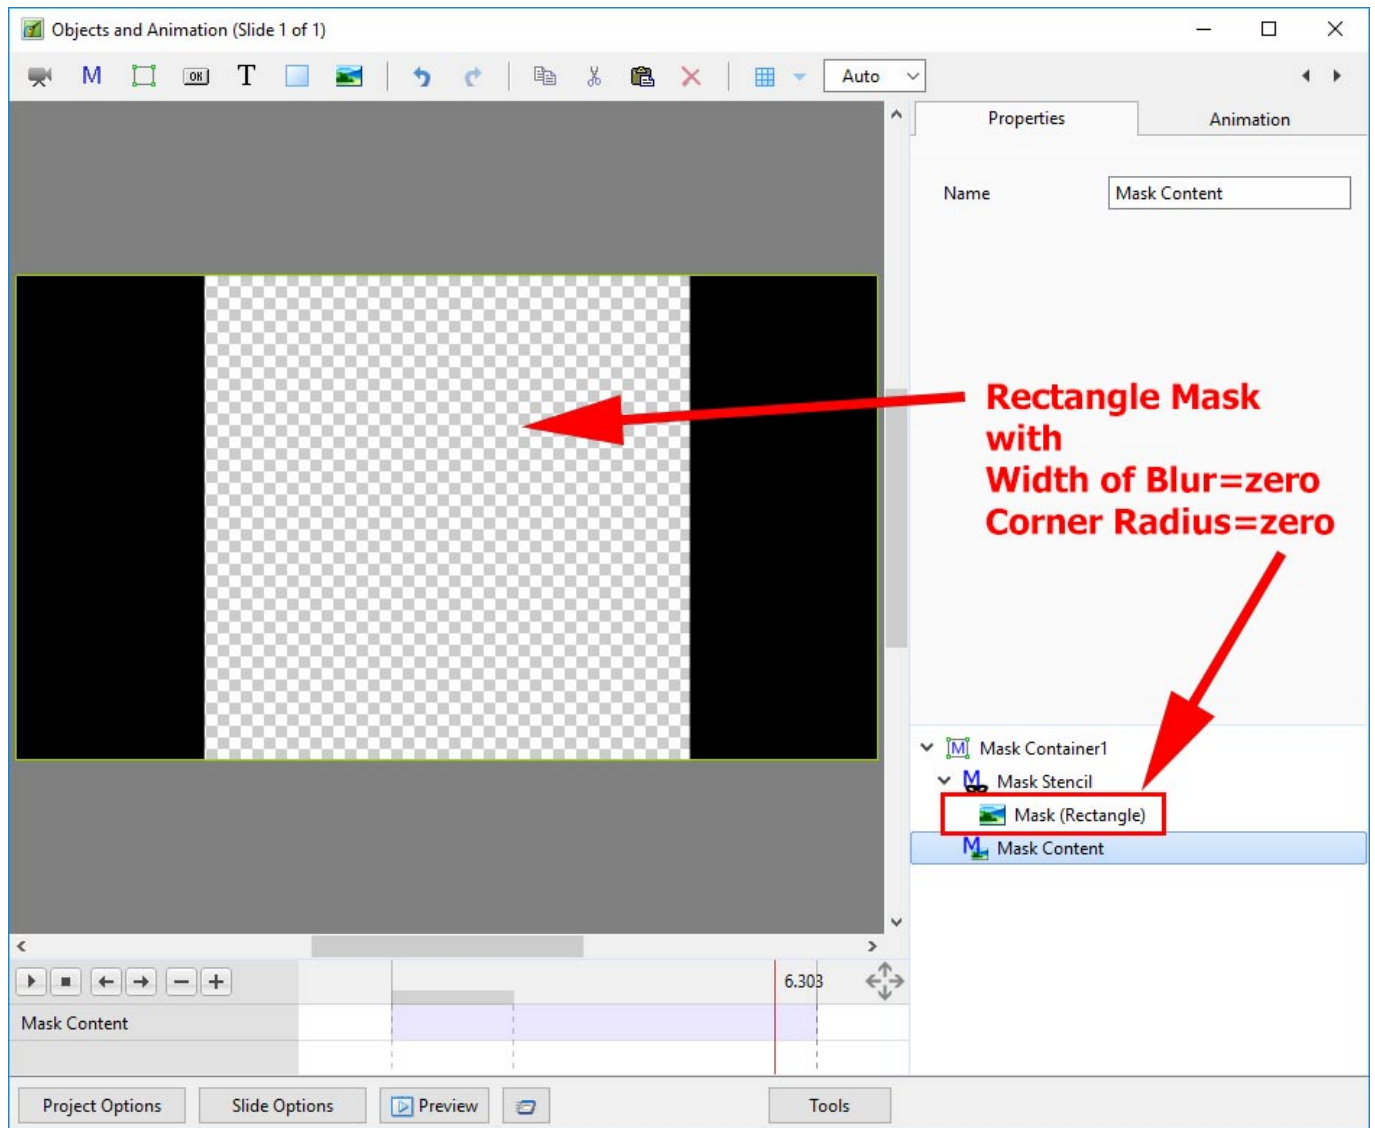 Objects and Animation (Slide 1 of 1)
M OK T Auto
Properties Animation
Name Mask Content
Rectangle Mask
with
Width of Blur=zero
Corner Radius=zero
[M] Mask Container1
M Mask Stencil
Mask (Rectangle)
M Mask Content
6.303
Mask Content
Project Options Slide Options Preview Tools